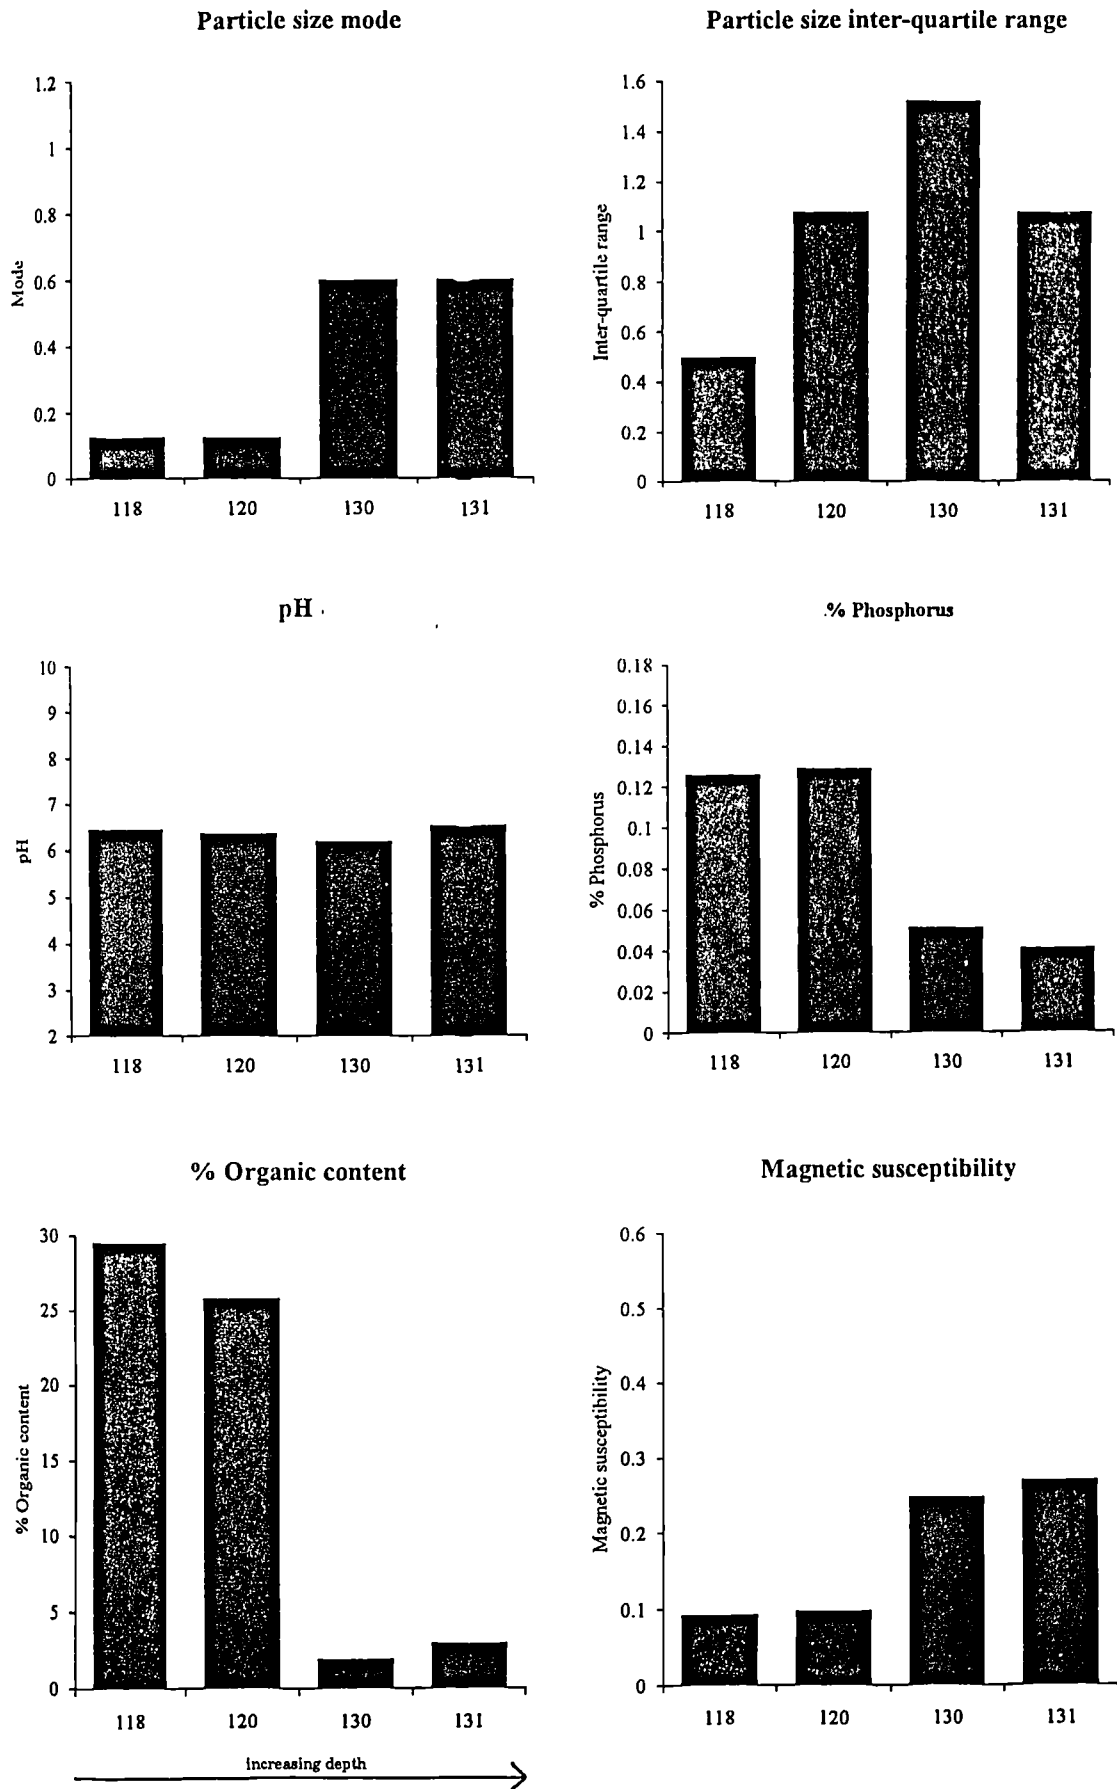 Particle size mode
1.2
1
0.8
0.6
0.4
0.2
0
Mode
118 120 130 131
Particle size inter-quartile range
1.6
1.4
1.2
1
0.8
0.6
0.4
0.2
0
Inter-quartile range
118 120 130 131
pH
10
9
8
7
6
5
4
3
2
pH
118 120 130 131
% Phosphorus
0.18
0.16
0.14
0.12
0.1
0.08
0.06
0.04
0.02
0
% Phosphorus
118 120 130 131
% Organic content
30
25
20
15
10
5
0
% Organic content
118 120 130 131
increasing depth
Magnetic susceptibility
0.6
0.5
0.4
0.3
0.2
0.1
0
Magnetic susceptibility
118 120 130 131